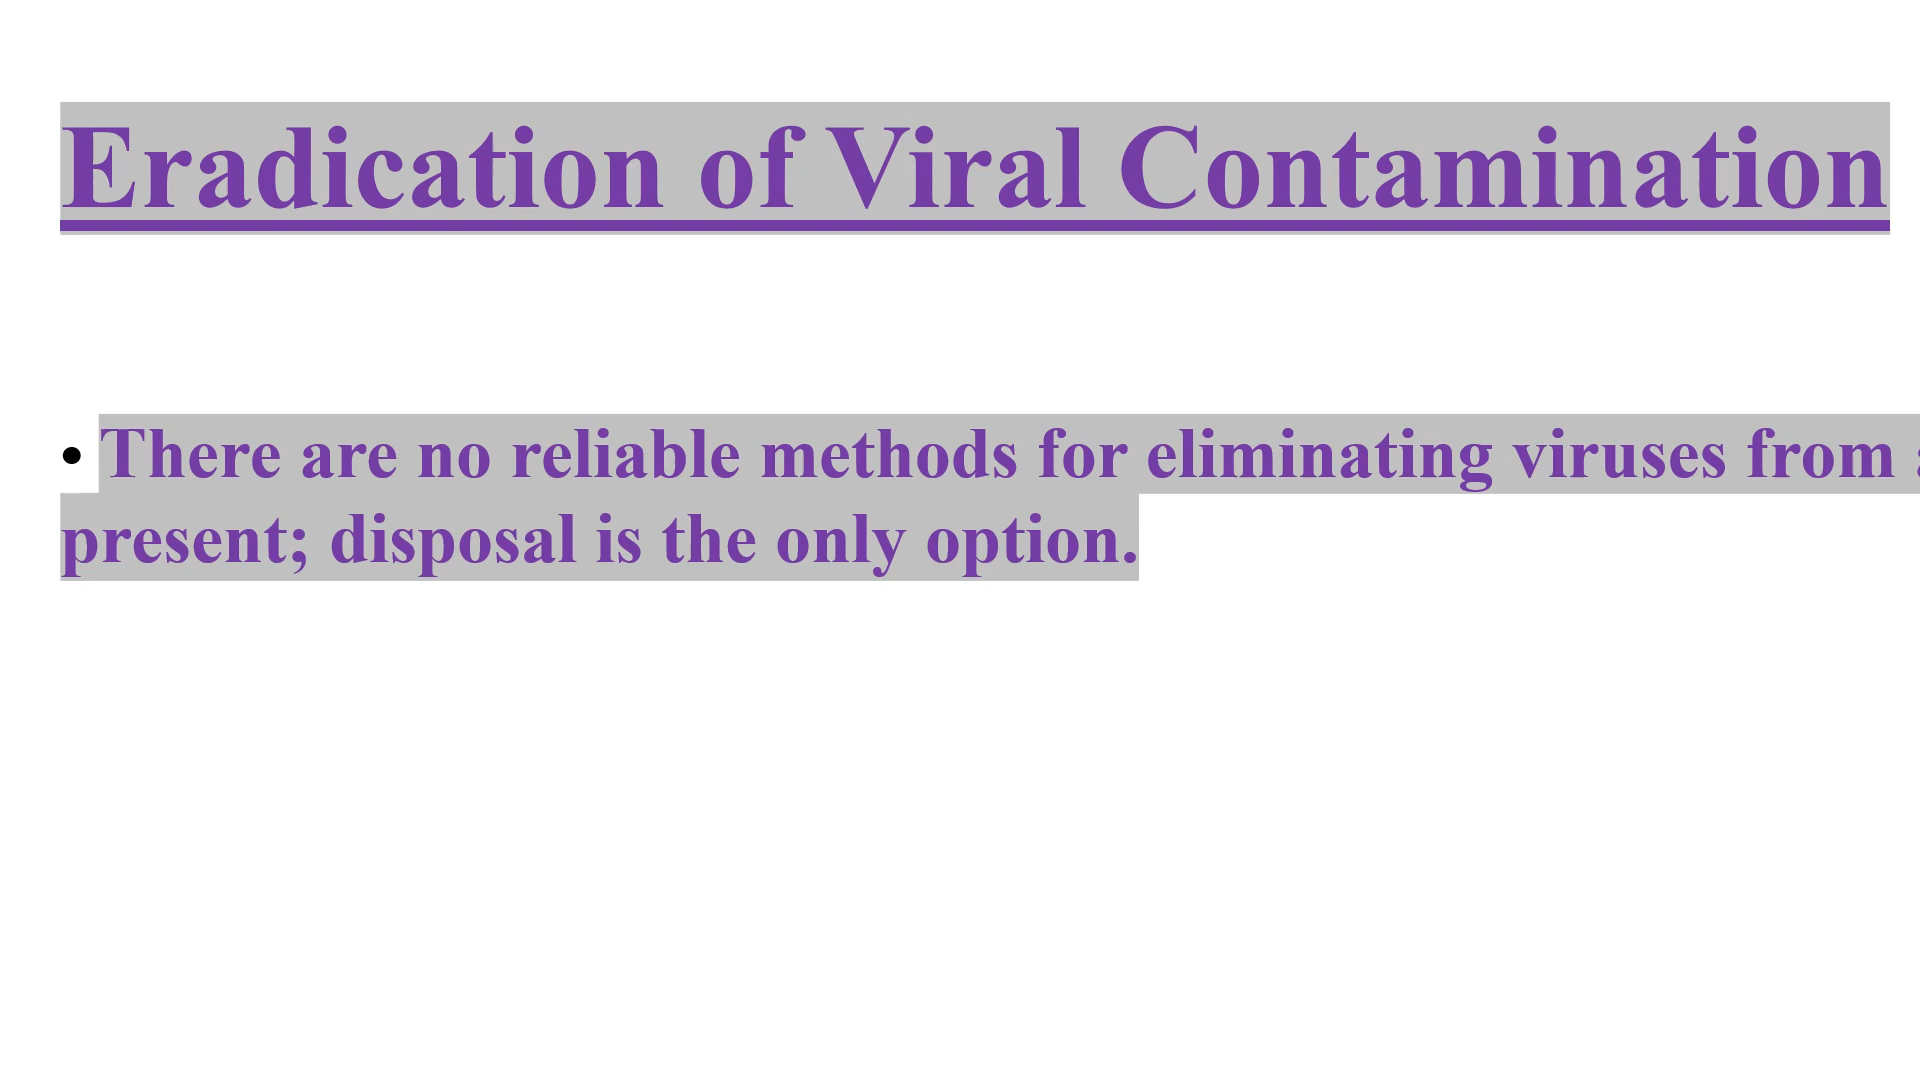 Eradication of Viral Contamination
• There are no reliable methods for eliminating viruses from
present; disposal is the only option.